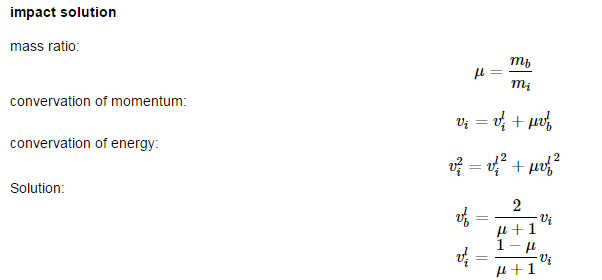 impact solution
mass ratio:
μ = m_b / m_i
convervation of momentum:
v_i = v_i^l + μv_b^l
convervation of energy:
v_i^2 = v_i^l^2 + μv_b^l^2
Solution:
v_b^l = 2 / (μ + 1) v_i
v_i^l = (1 − μ) / (μ + 1) v_i